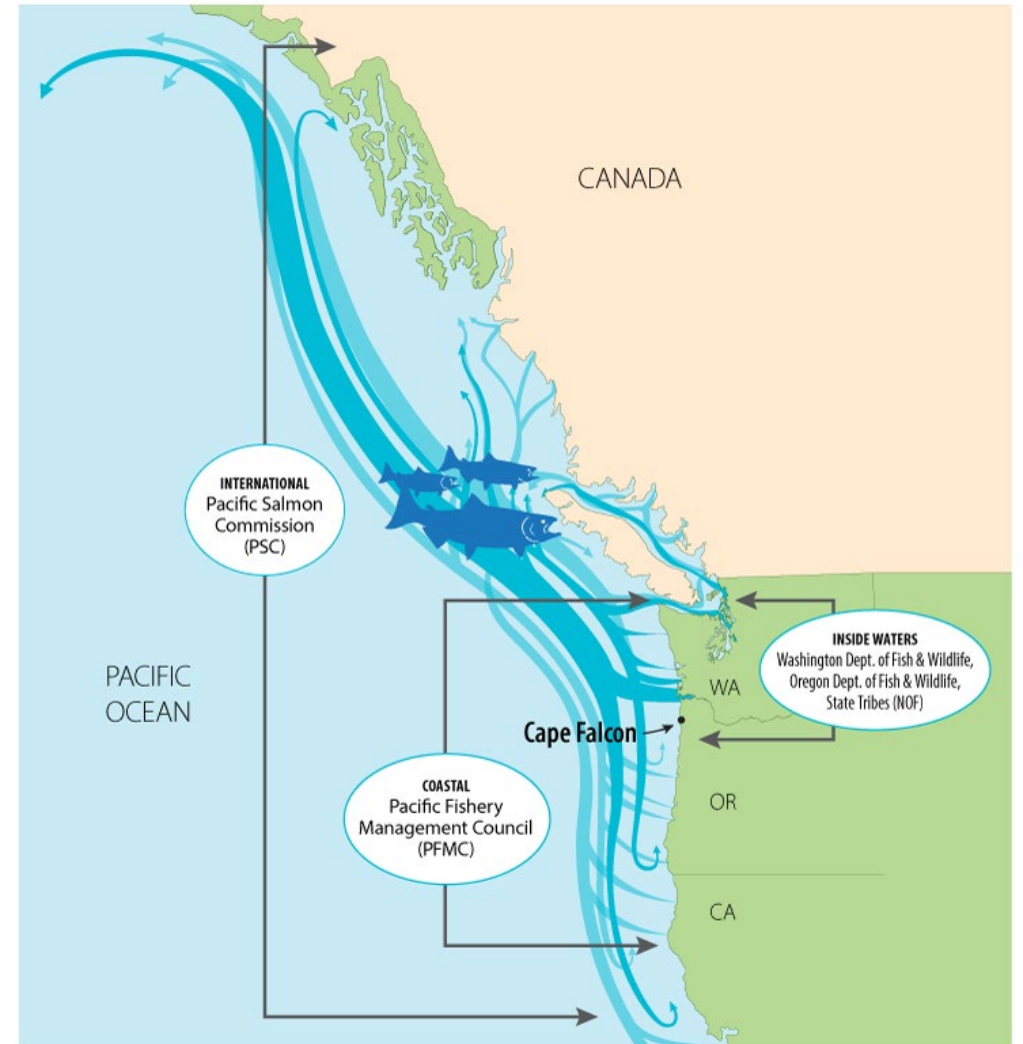 CANADA
INTERNATIONAL
Pacific Salmon
Commission
(PSC)
PACIFIC
OCEAN
INSIDE WATERS
Washington Dept. of Fish & Wildlife,
Oregon Dept. of Fish & Wildlife,
State Tribes (NOF)
WA
Cape Falcon
COASTAL
Pacific Fishery
Management Council
(PFMC)
OR
CA